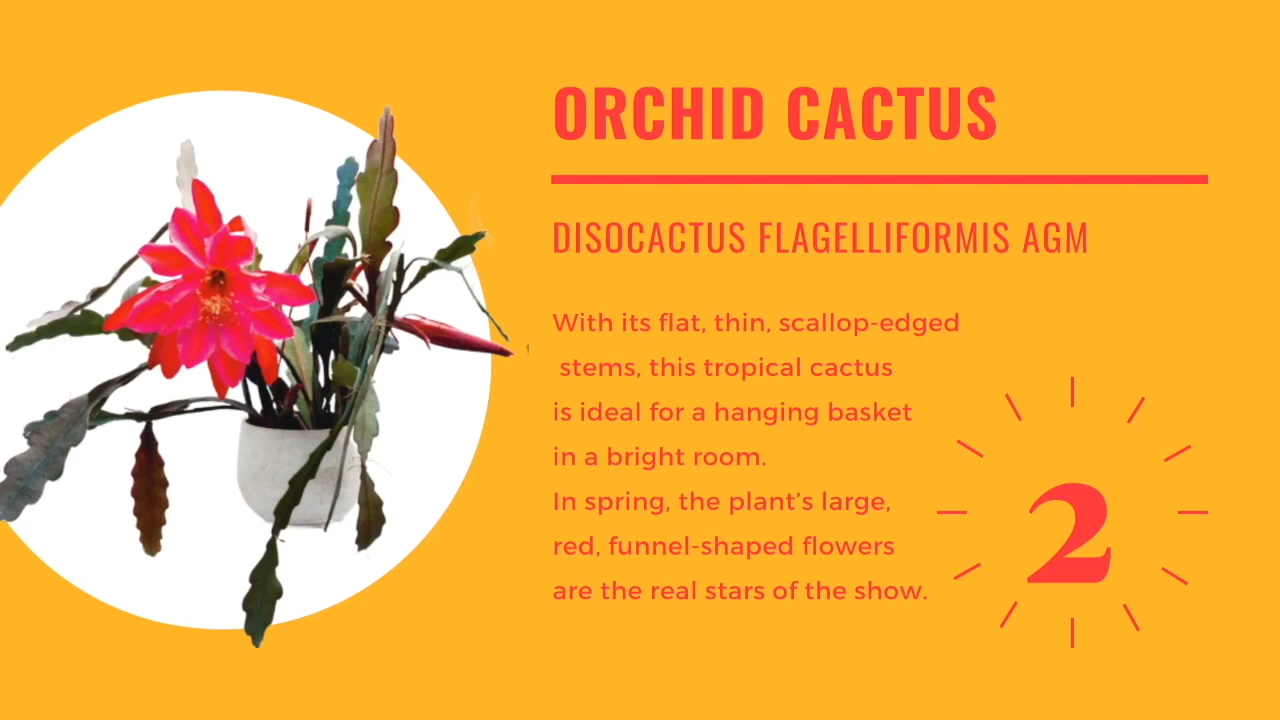 ORCHID CACTUS
DISOCACTUS FLAGELLIFORMIS AGM
With its flat, thin, scallop-edged
stems, this tropical cactus
is ideal for a hanging basket
in a bright room.
In spring, the plant’s large,
red, funnel-shaped flowers
are the real stars of the show.
2